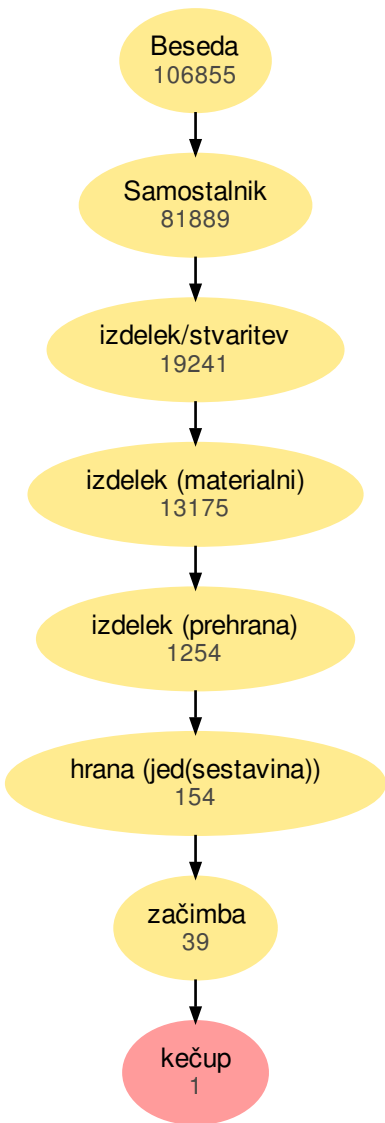 Beseda
106855
Samostalnik
81889
izdelek/stvaritev
19241
izdelek (materialni)
13175
izdelek (prehrana)
1254
hrana (jed(sestavina))
154
začimba
39
kečup
1